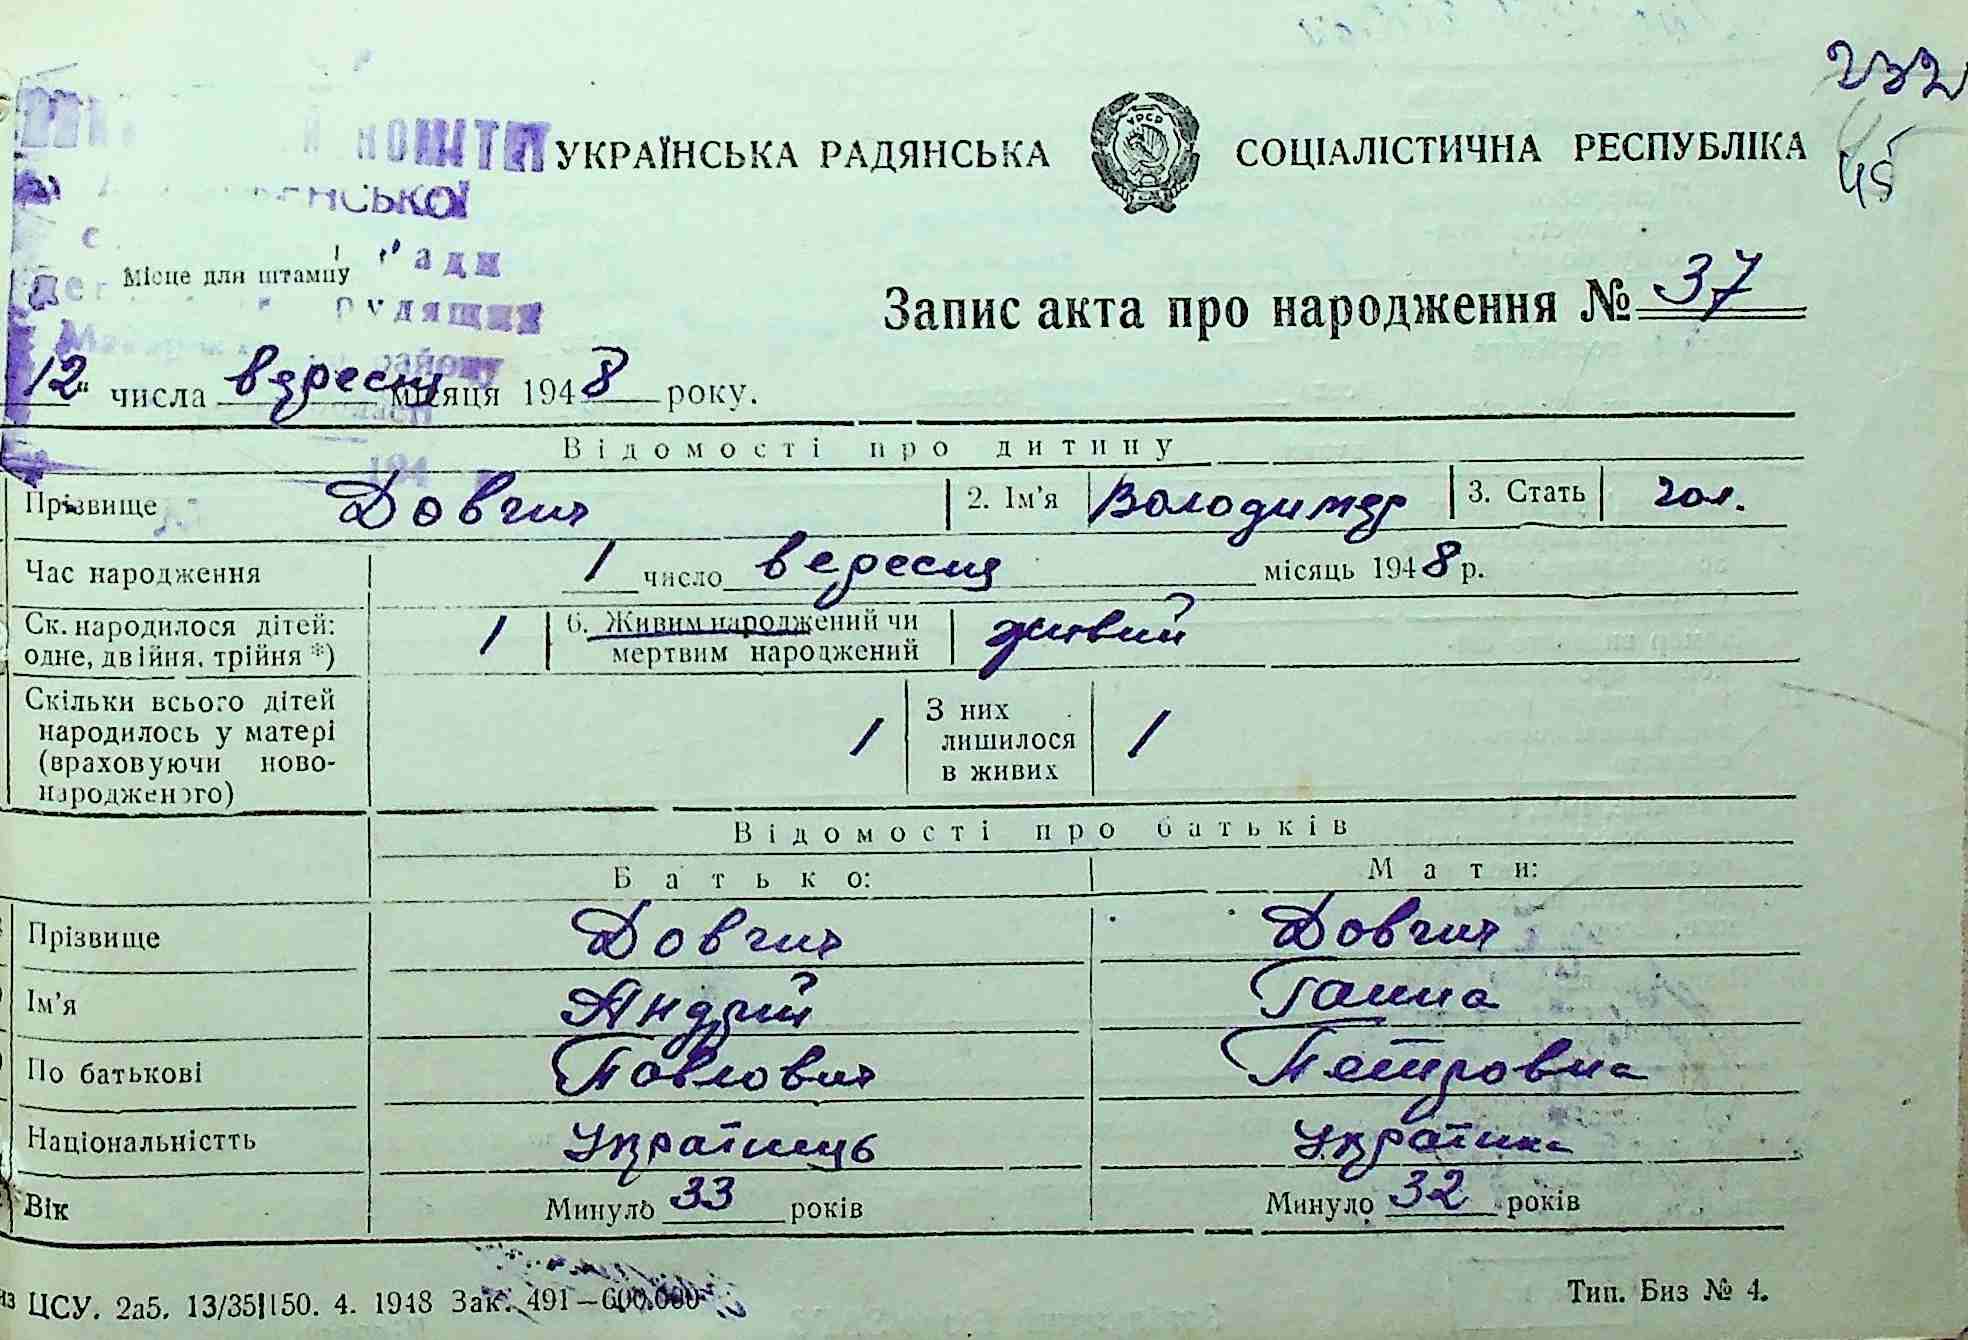 232
45
УКРАЇНСЬКА РАДЯНСЬКА СОЦІАЛІСТИЧНА РЕСПУБЛІКА
УРСР
Місце для штампу
Запис акта про народження № 37
12" числа вересня місяця 1948 року.
Відомості про дитину
Прізвище Довгич 2. Ім'я Володимер 3. Стать чол.
Час народження 1 число вересня місяць 1948 р.
Ск. народилося дітей: одне, двійня, трійня *) 1 6. Живим народжений чи мертвим народжений живий
Скільки всього дітей народилось у матері (враховуючи новонародженого) 1 З них лишилося в живих 1
Відомості про батьків
Батько: Мати:
Прізвище Довгич Довгич
Ім'я Андрій Ганна
По батькові Павлович Петровна
Національністть Українець Українка
Вік Минуло 33 років Минуло 32 років
ЦСУ. 2а5. 13/35 150. 4. 1948 Зак. 491—600.000 Тип. Биз № 4.